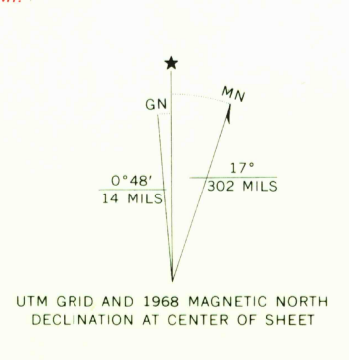 ★
GN
MN
0°48'
14 MILS
17°
302 MILS
UTM GRID AND 1968 MAGNETIC NORTH
DECLINATION AT CENTER OF SHEET